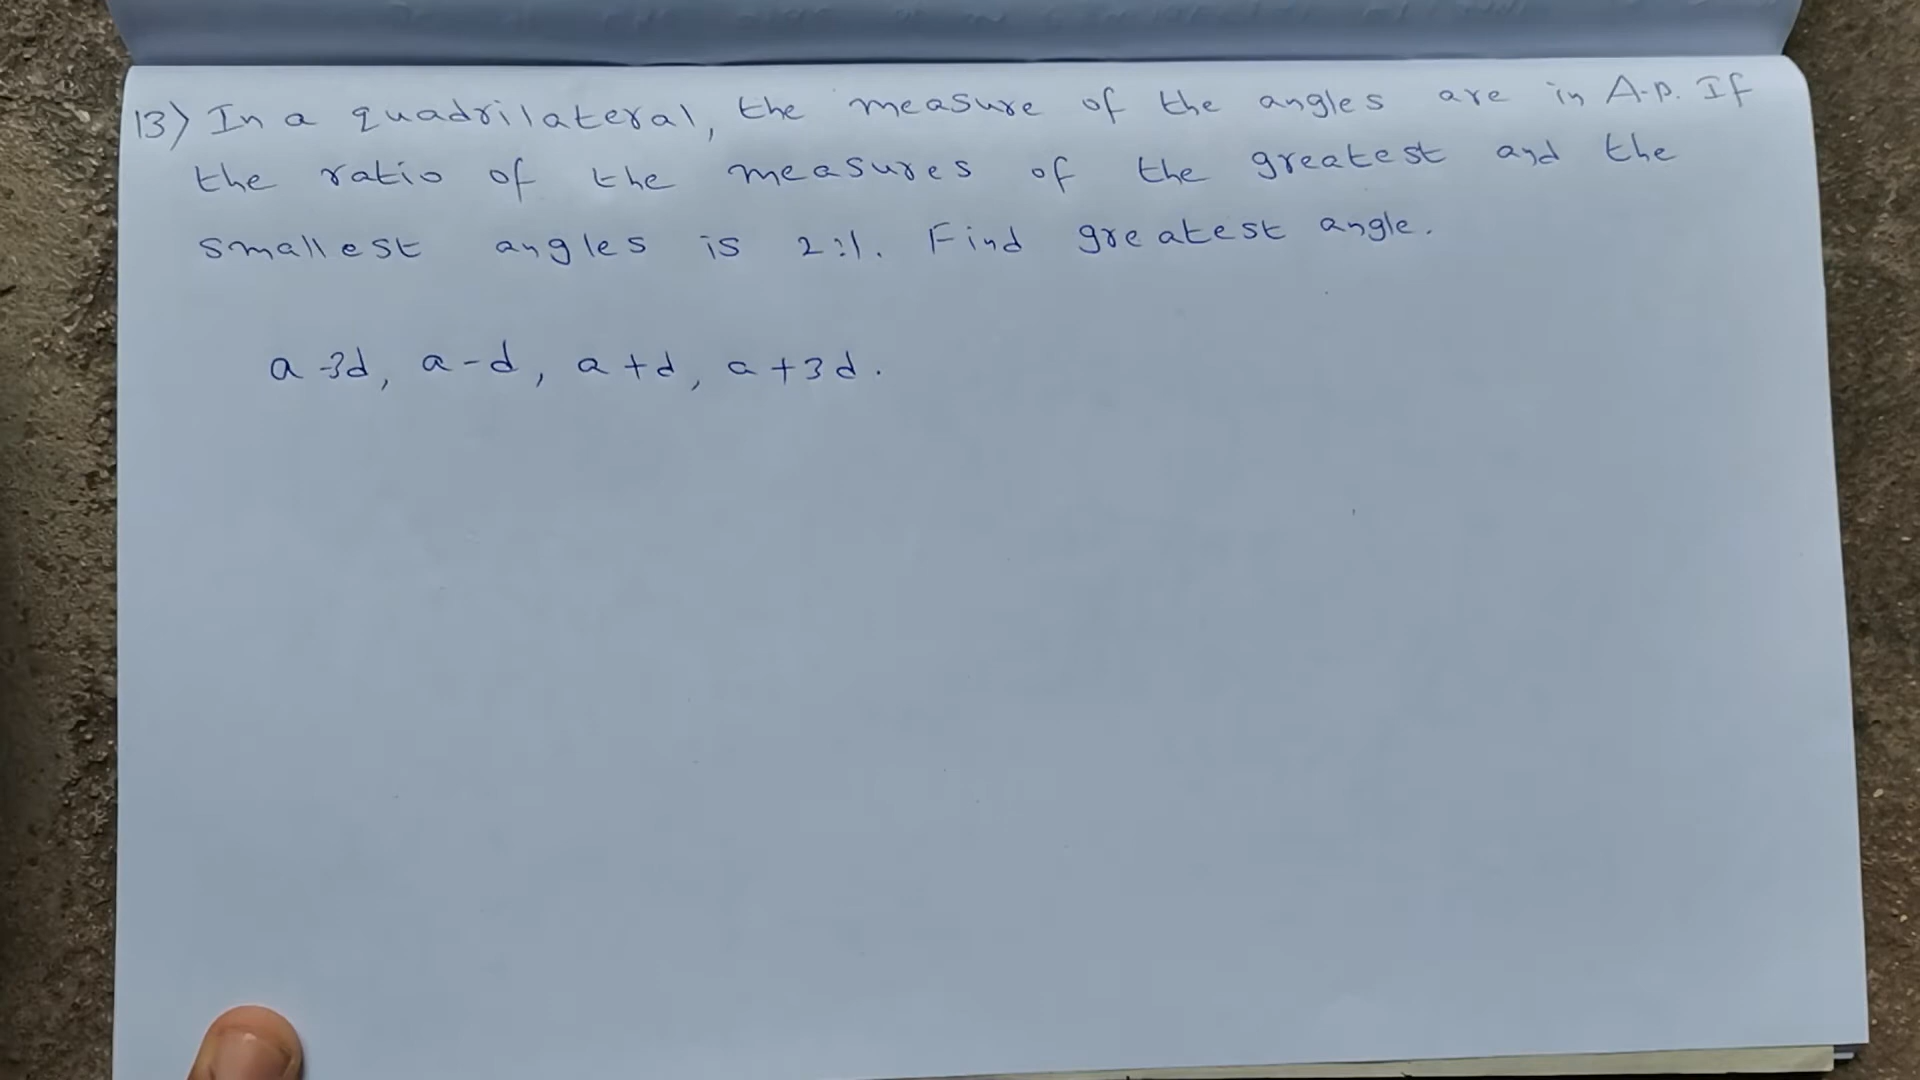 13) In a quadrilateral, the measure of the angles are in A.P. If
the ratio of the measures of the greatest and the
smallest angles is 2:1. Find greatest angle.
a-3d, a-d, a+d, a+3d.